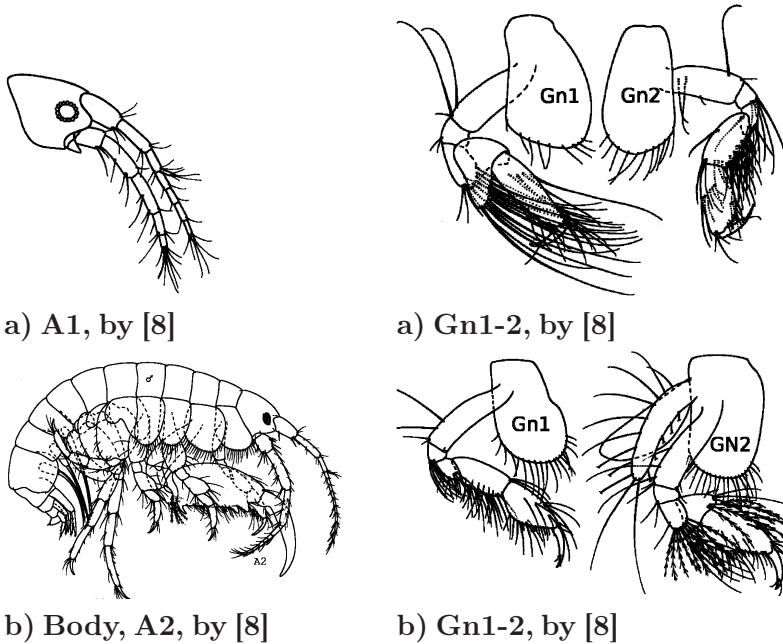 Gn1
Gn2
a) A1, by [8]
a) Gn1-2, by [8]
♂
A2
Gn1
GN2
b) Body, A2, by [8]
b) Gn1-2, by [8]